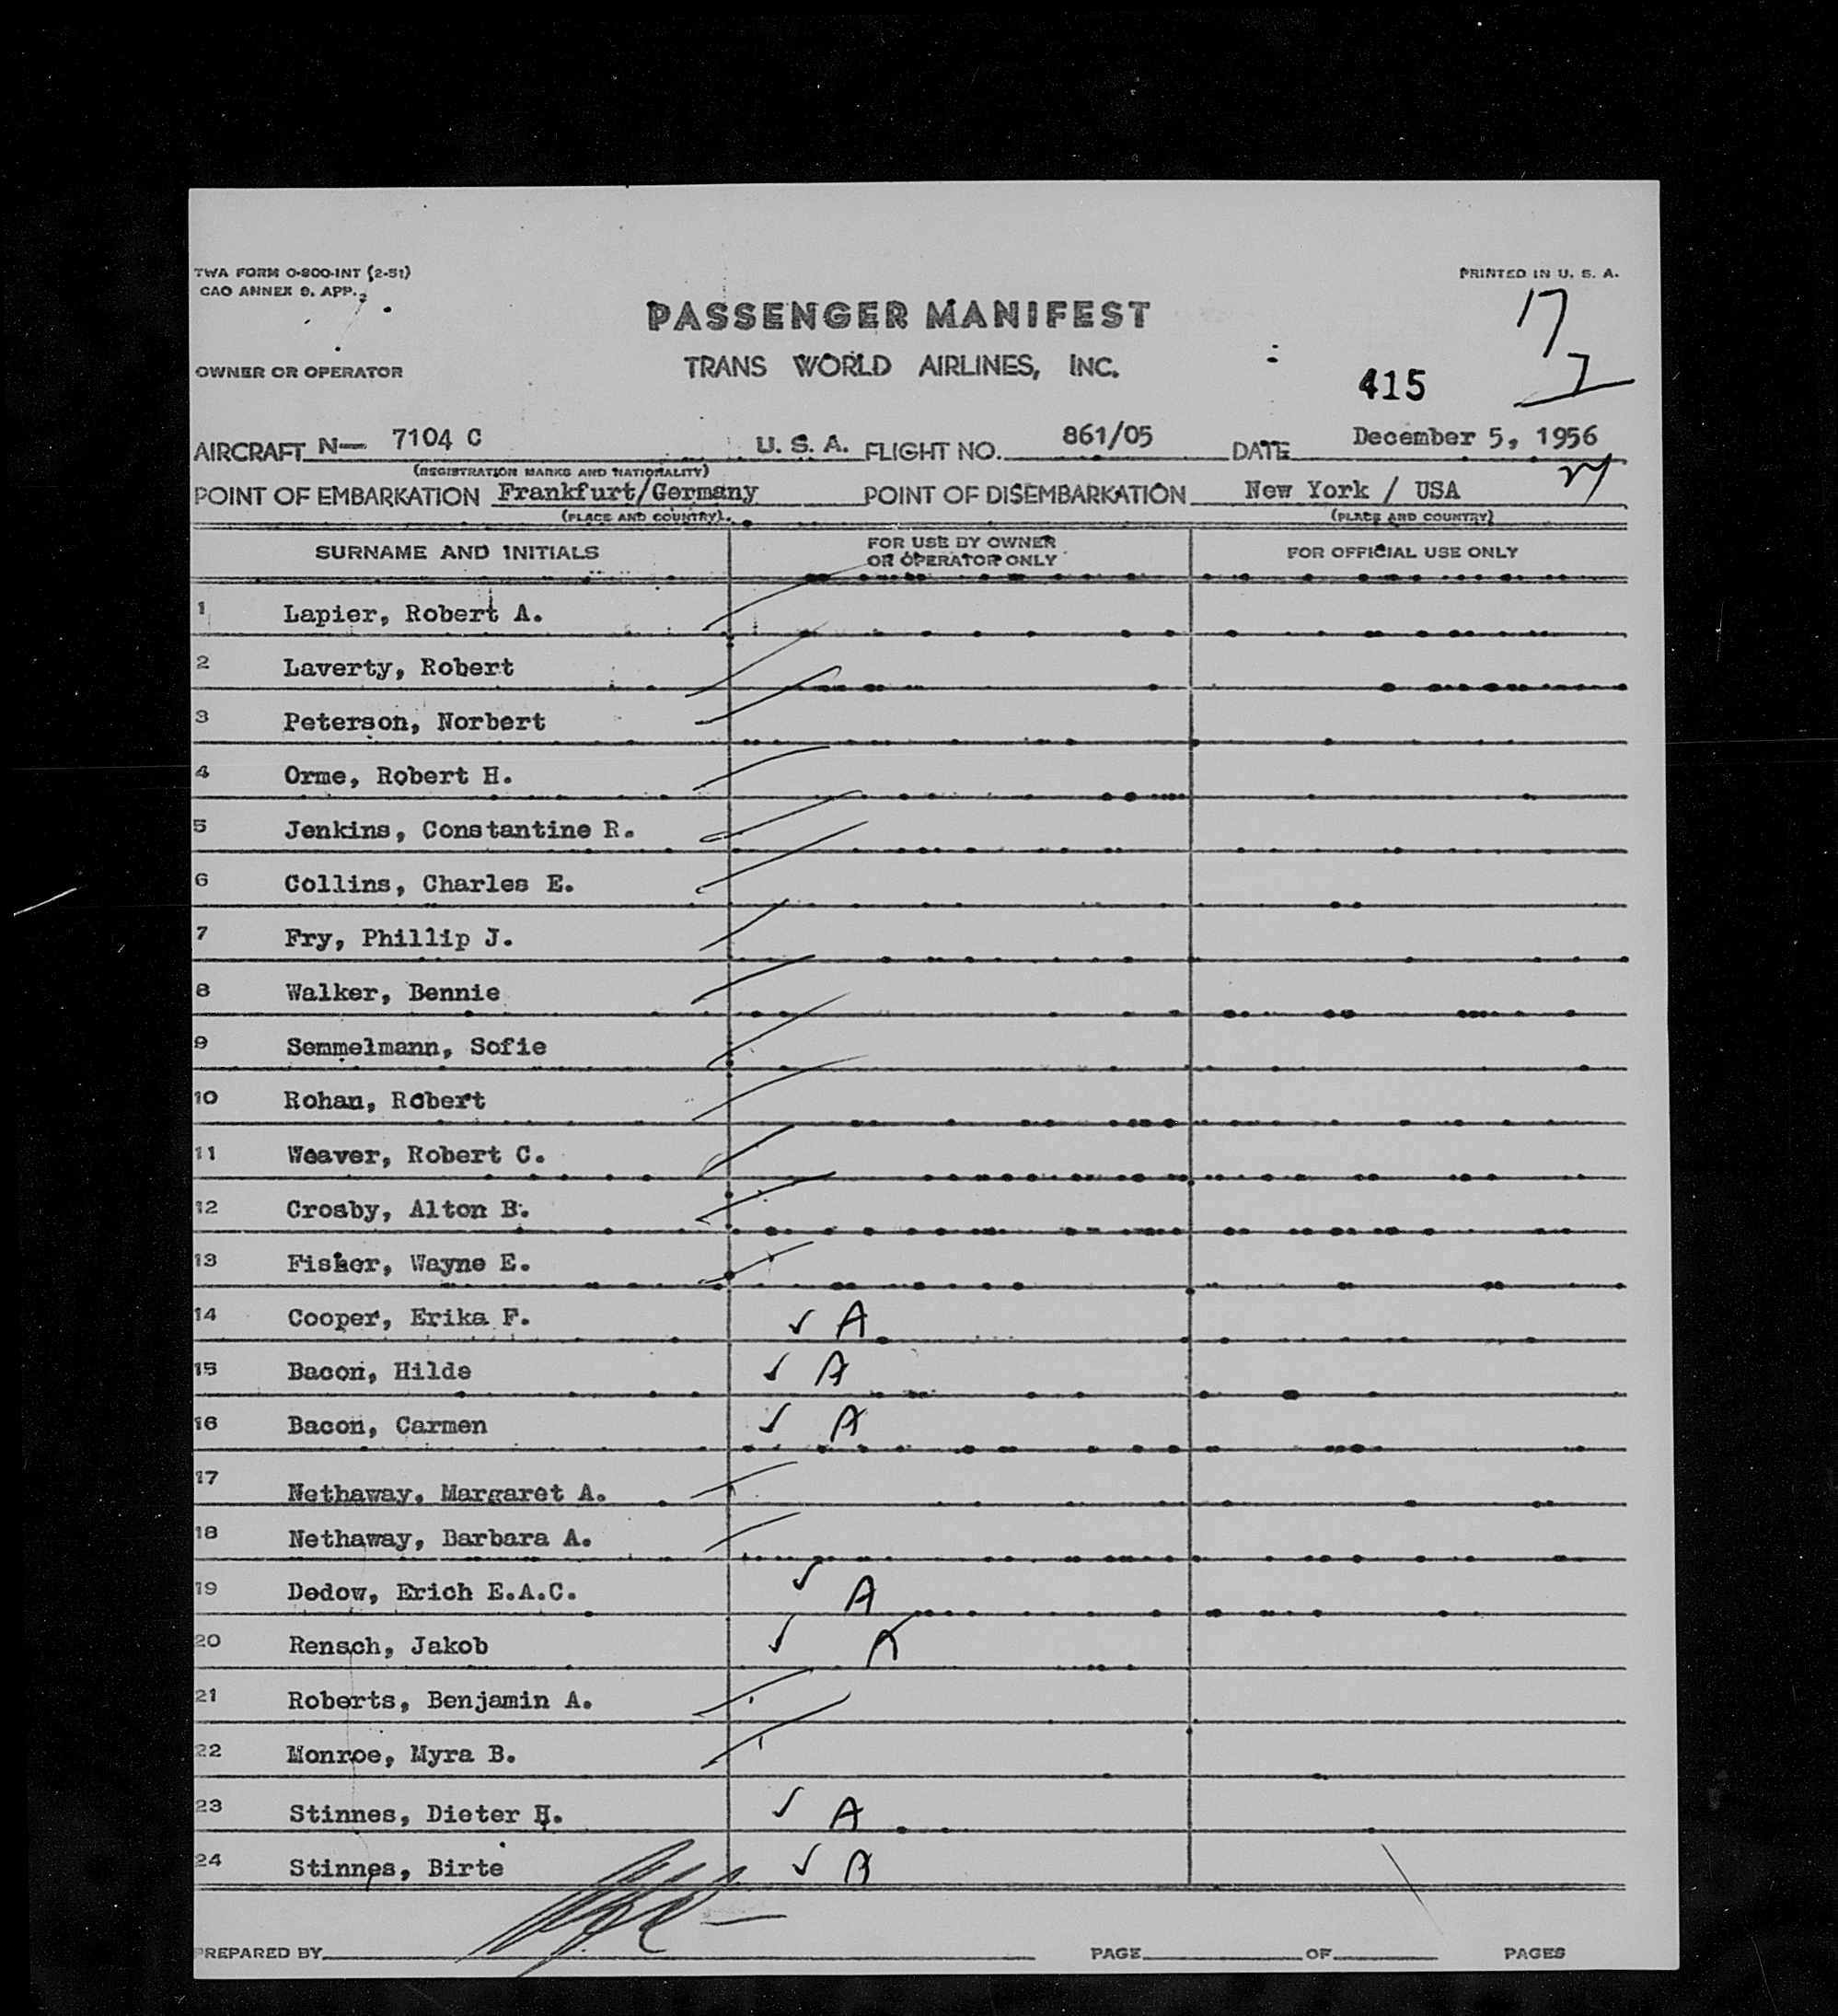 TWA FORM O-800-INT (2-51)
CAO ANNEX 9. APP.
PRINTED IN U. S. A.
PASSENGER MANIFEST
17
7
TRANS WORLD AIRLINES, INC.
OWNER OR OPERATOR
415
AIRCRAFT N— 7104 C U. S. A. FLIGHT NO. 861/05 DATE December 5, 1956
(REGISTRATION MARKS AND NATIONALITY)
POINT OF EMBARKATION Frankfurt/Germany POINT OF DISEMBARKATION New York / USA
(PLACE AND COUNTRY) (PLACE AND COUNTRY)
SURNAME AND INITIALS FOR USE BY OWNER OR OPERATOR ONLY FOR OFFICIAL USE ONLY
1 Lapier, Robert A.
2 Laverty, Robert
3 Peterson, Norbert
4 Orme, Robert H.
5 Jenkins, Constantine R.
6 Collins, Charles E.
7 Fry, Phillip J.
8 Walker, Bennie
9 Semmelmann, Sofie
10 Rohan, Robert
11 Weaver, Robert C.
12 Crosby, Alton B.
13 Fisher, Wayne E.
14 Cooper, Erika F. ✓ A
15 Bacon, Hilde ✓ A
16 Bacon, Carmen ✓ A
17 Nethaway, Margaret A.
18 Nethaway, Barbara A.
19 Dedow, Erich E.A.C. ✓ A
20 Rensch, Jakob ✓ A
21 Roberts, Benjamin A.
22 Monroe, Myra B.
23 Stinnes, Dieter H. ✓ A
24 Stinnes, Birte ✓ A
PREPARED BY PAGE OF PAGES